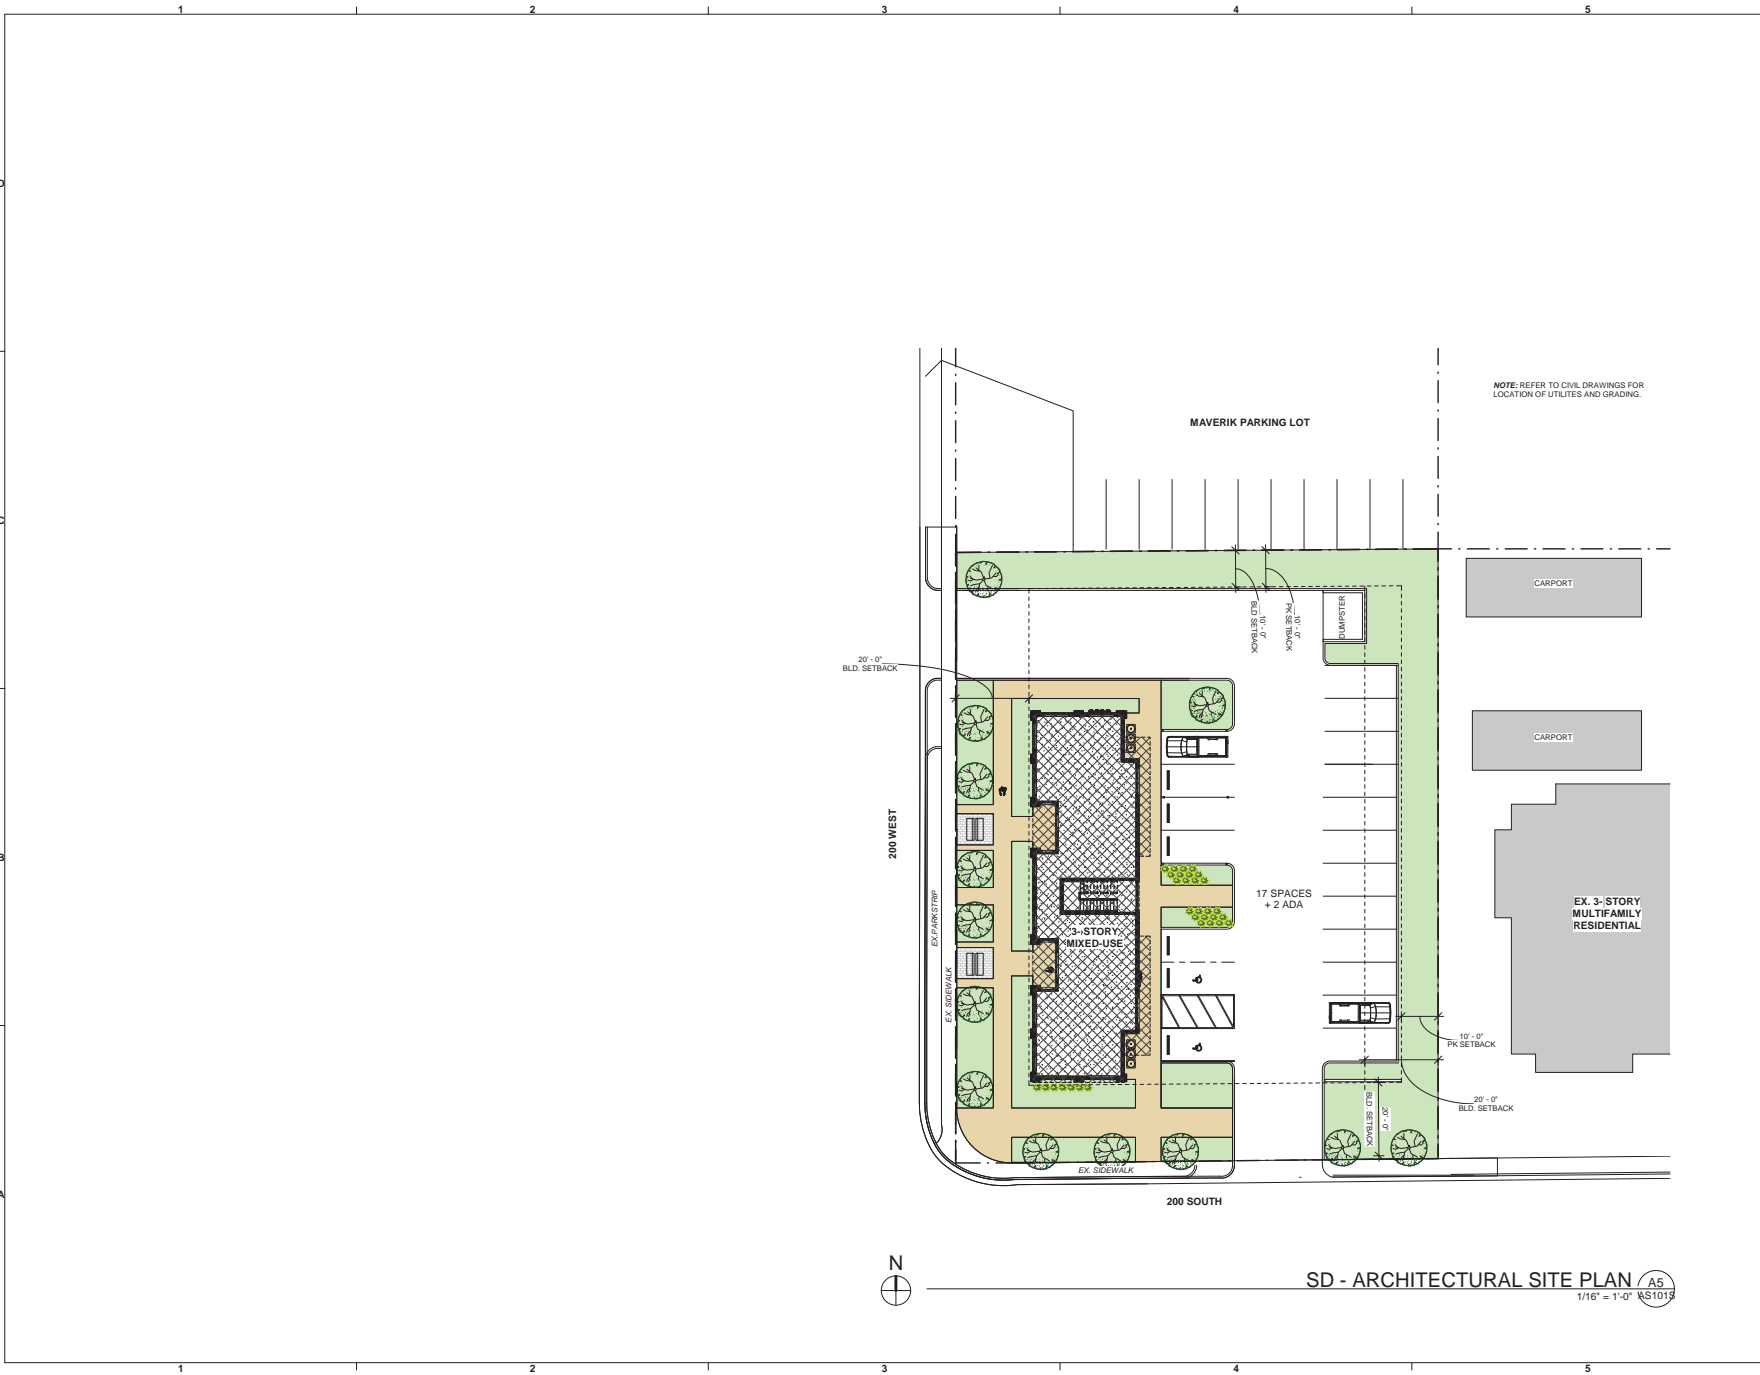 1 2 3 4 5
D
C
B
A
NOTE: REFER TO CIVIL DRAWINGS FOR
LOCATION OF UTILITES AND GRADING.
MAVERIK PARKING LOT
CARPORT
DUMPSTER
10' - 0"
BLD SETBACK
10' - 0"
PK SETBACK
20' - 0"
BLD. SETBACK
CARPORT
200 WEST
EX.PARKSTRIP
EX. SIDEWALK
17 SPACES
+ 2 ADA
3-STORY
MIXED-USE
EX. 3- STORY
MULTIFAMILY
RESIDENTIAL
10' - 0"
PK SETBACK
20' - 0"
BLD. SETBACK
20' - 0"
BLD. SETBACK
EX. SIDEWALK
200 SOUTH
N
SD - ARCHITECTURAL SITE PLAN
1/16" = 1'-0"
A5
AS101S
1 2 3 4 5